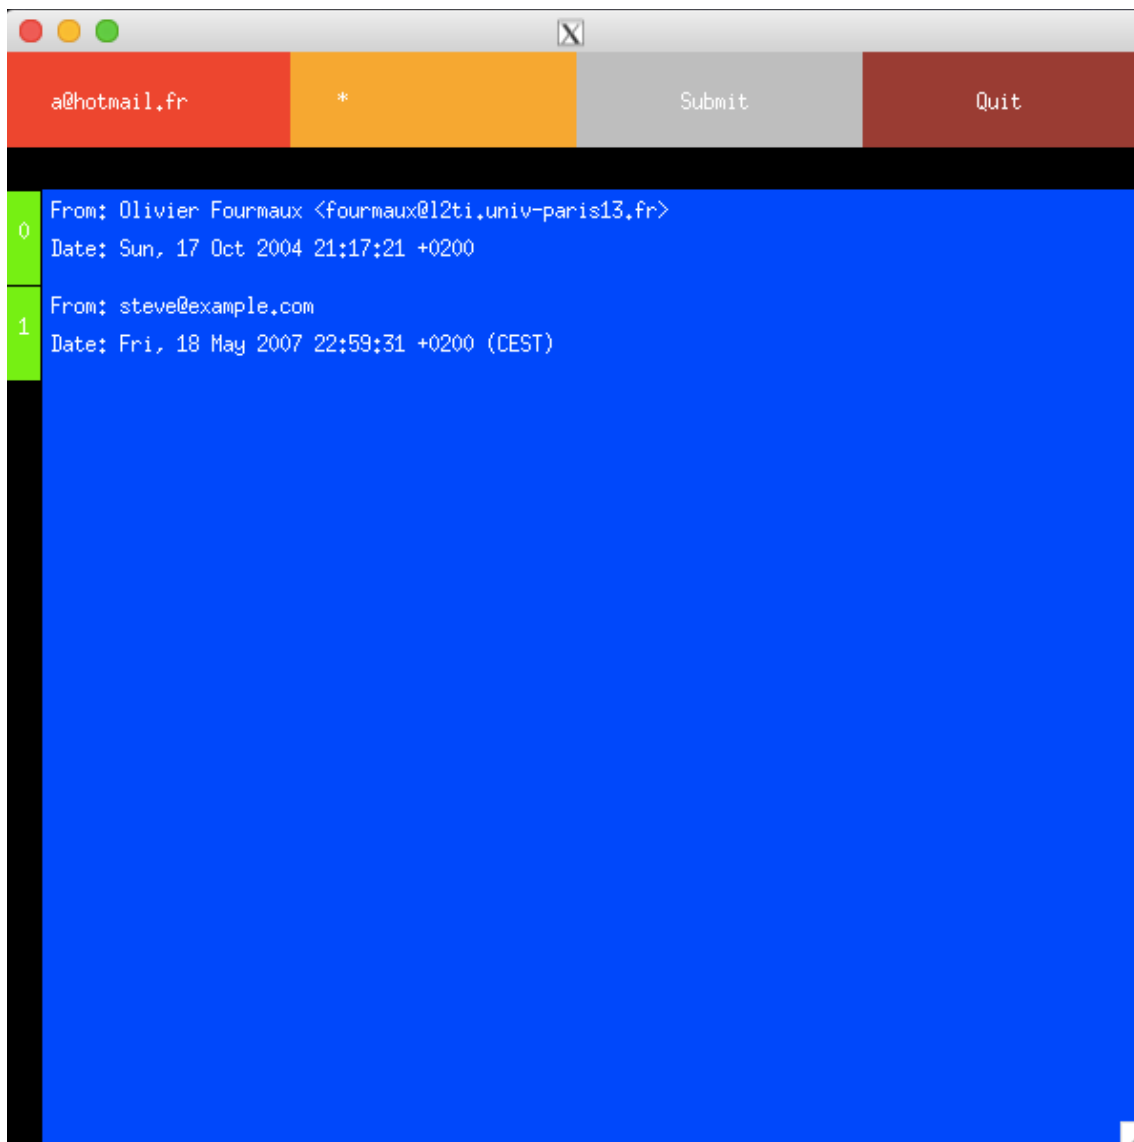 X
a@hotmail.fr * Submit Quit
0
From: Olivier Fourmaux <fourmaux@l2ti.univ-paris13.fr>
Date: Sun, 17 Oct 2004 21:17:21 +0200
1
From: steve@example.com
Date: Fri, 18 May 2007 22:59:31 +0200 (CEST)